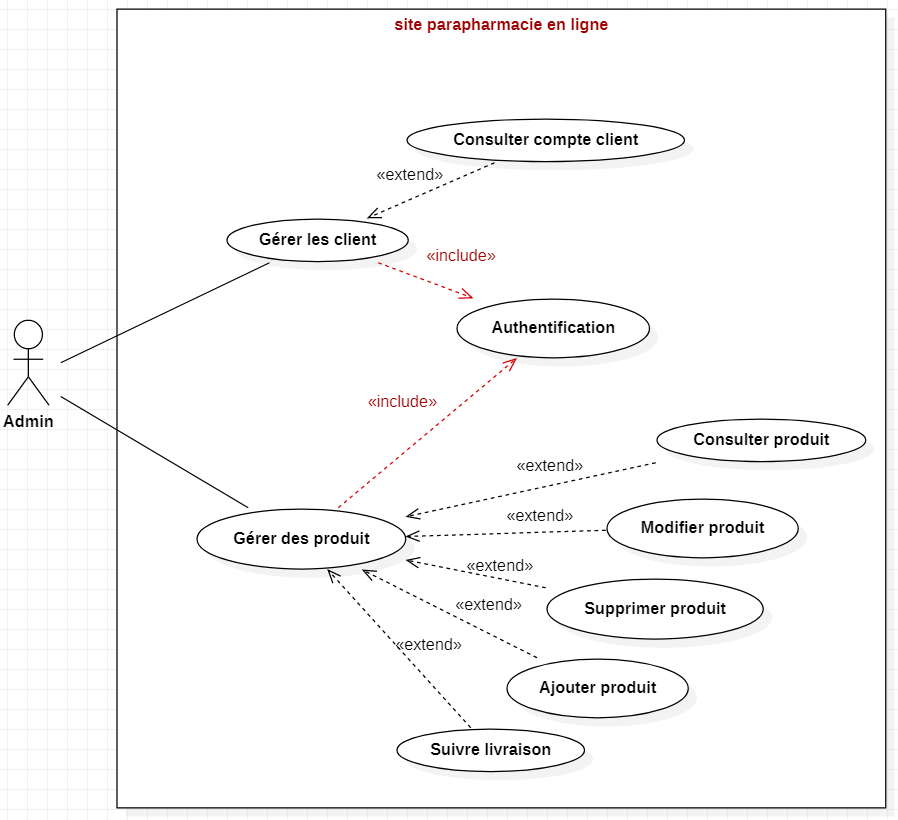 site parapharmacie en ligne
Consulter compte client
«extend»
Gérer les client
«include»
Authentification
Admin
«include»
Consulter produit
«extend»
«extend»
Modifier produit
Gérer des produit
«extend»
Supprimer produit
«extend»
«extend»
Ajouter produit
Suivre livraison